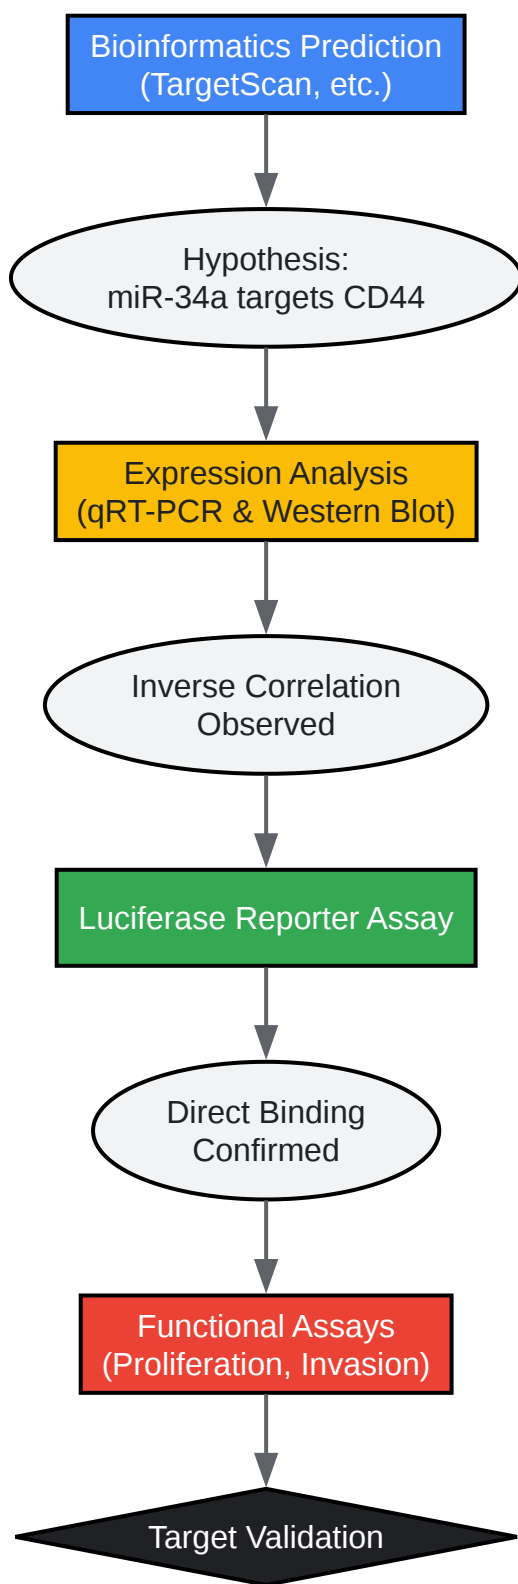 Bioinformatics Prediction
(TargetScan, etc.)
Hypothesis:
miR-34a targets CD44
Expression Analysis
(qRT-PCR & Western Blot)
Inverse Correlation
Observed
Luciferase Reporter Assay
Direct Binding
Confirmed
Functional Assays
(Proliferation, Invasion)
Target Validation